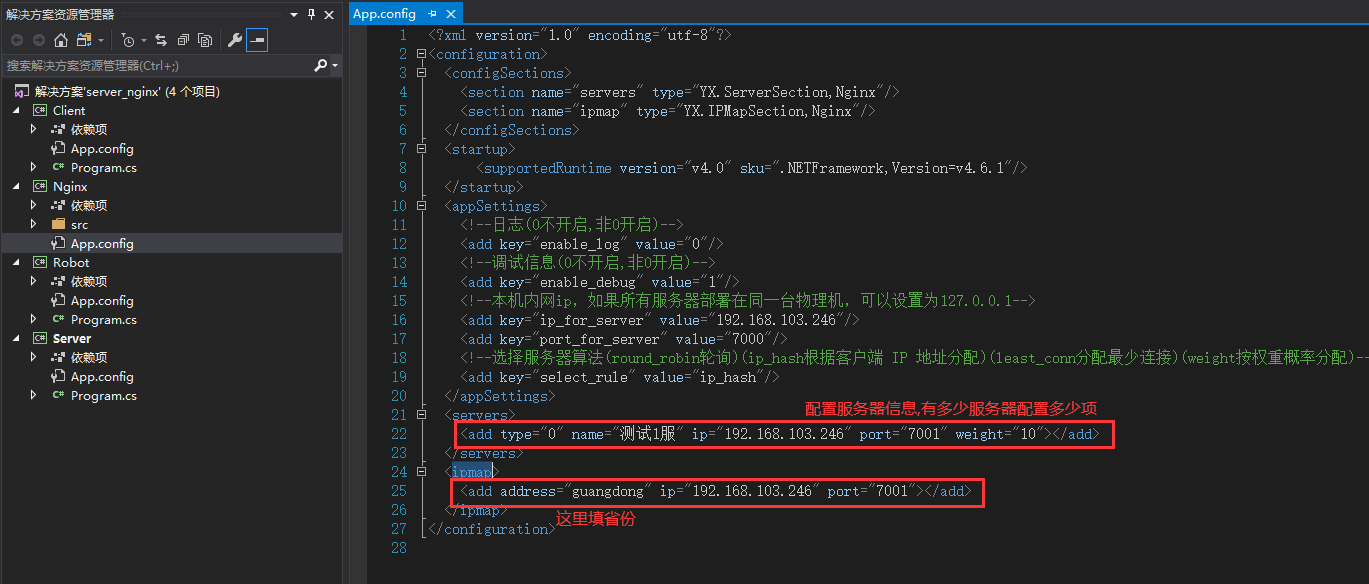 解决方案资源管理器
搜索解决方案资源管理器(Ctrl+;)
解决方案'server_nginx' (4 个项目)
C# Client
依赖项
App.config
C# Program.cs
C# Nginx
依赖项
src
App.config
C# Robot
依赖项
App.config
C# Program.cs
C# Server
依赖项
App.config
C# Program.cs
App.config
1 <?xml version="1.0" encoding="utf-8"?>
2 <configuration>
3 <configSections>
4 <section name="servers" type="YX.ServerSection,Nginx"/>
5 <section name="ipmap" type="YX.IPMapSection,Nginx"/>
6 </configSections>
7 <startup>
8 <supportedRuntime version="v4.0" sku=".NETFramework,Version=v4.6.1"/>
9 </startup>
10 <appSettings>
11 <!--日志(0不开启,非0开启)-->
12 <add key="enable_log" value="0"/>
13 <!--调试信息(0不开启,非0开启)-->
14 <add key="enable_debug" value="1"/>
15 <!--本机内网ip，如果所有服务器部署在同一台物理机，可以设置为127.0.0.1-->
16 <add key="ip_for_server" value="192.168.103.246"/>
17 <add key="port_for_server" value="7000"/>
18 <!--选择服务器算法(round_robin轮询)(ip_hash根据客户端 IP 地址分配)(least_conn分配最少连接)(weight按权重概率分配)-
19 <add key="select_rule" value="ip_hash"/>
20 </appSettings>
21 <servers>
配置服务器信息,有多少服务器配置多少项
22 <add type="0" name="测试1服" ip="192.168.103.246" port="7001" weight="10"></add>
23 </servers>
24 <ipmap>
25 <add address="guangdong" ip="192.168.103.246" port="7001"></add>
26 </ipmap>
这里填省份
27 </configuration>
28